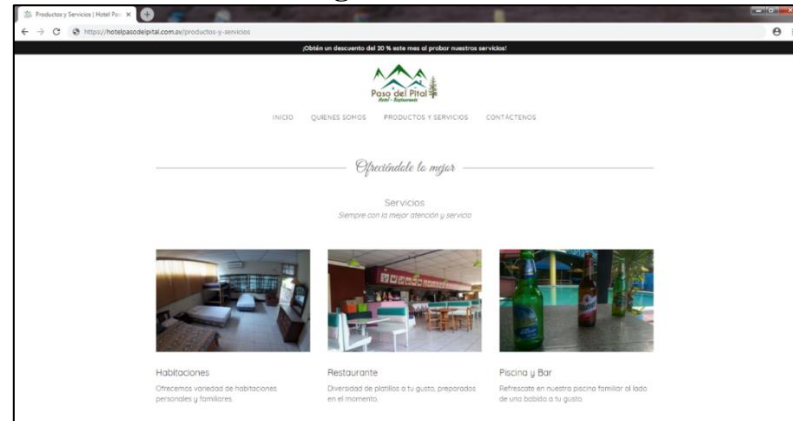 Productos y Servicios | Hotel Pas
https://hotelpasodelpital.com.sv/productos-y-servicios
¡Obtén un descuento del 20 % este mes al probar nuestros servicios!
Paso del Pital
Hotel - Restaurante
INICIO QUIENES SOMOS PRODUCTOS Y SERVICIOS CONTÁCTENOS
Ofreciéndole lo mejor
Servicios
Siempre con la mejor atención y servicio
Habitaciones Restaurante Piscina y Bar
Ofrecemos variedad de habitaciones personales y familiares.
Diversidad de platillos a tu gusto, preparados en el momento.
Refrescate en nuestra piscina familiar al lado de una bebida a tu gusto